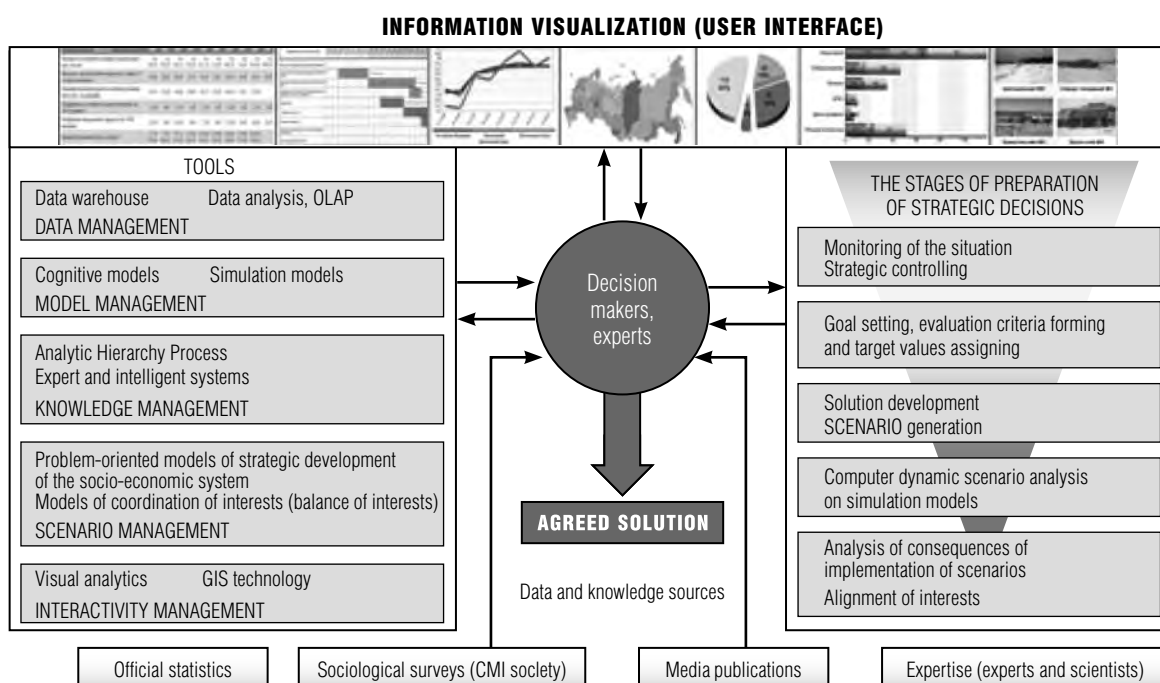 INFORMATION VISUALIZATION (USER INTERFACE)
TOOLS
Data warehouse Data analysis, OLAP
DATA MANAGEMENT
Cognitive models Simulation models
MODEL MANAGEMENT
Analytic Hierarchy Process
Expert and intelligent systems
KNOWLEDGE MANAGEMENT
Problem-oriented models of strategic development
of the socio-economic system
Models of coordination of interests (balance of interests)
SCENARIO MANAGEMENT
Visual analytics GIS technology
INTERACTIVITY MANAGEMENT
Decision
makers,
experts
AGREED SOLUTION
Data and knowledge sources
THE STAGES OF PREPARATION
OF STRATEGIC DECISIONS
Monitoring of the situation
Strategic controlling
Goal setting, evaluation criteria forming
and target values assigning
Solution development
SCENARIO generation
Computer dynamic scenario analysis
on simulation models
Analysis of consequences of
implementation of scenarios
Alignment of interests
Official statistics
Sociological surveys (CMI society)
Media publications
Expertise (experts and scientists)